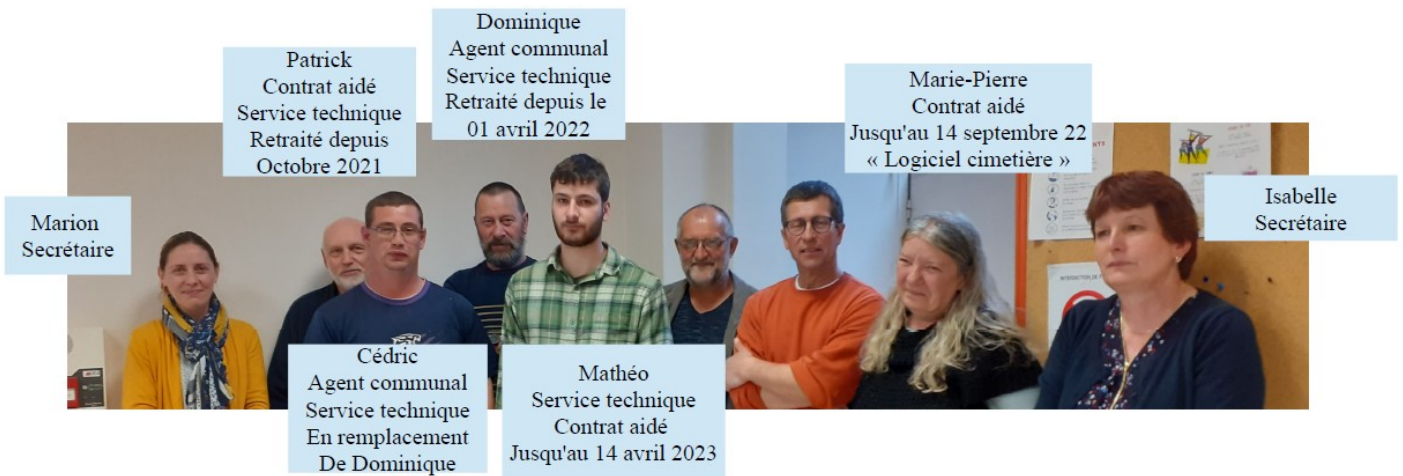 Dominique
Agent communal
Service technique
Retraité depuis le
01 avril 2022
Patrick
Contrat aidé
Service technique
Retraité depuis
Octobre 2021
Marie-Pierre
Contrat aidé
Jusqu'au 14 septembre 22
« Logiciel cimetière »
Marion
Secrétaire
Isabelle
Secrétaire
Cédric
Agent communal
Service technique
En remplacement
De Dominique
Mathéo
Service technique
Contrat aidé
Jusqu'au 14 avril 2023
INTERDICTION DE